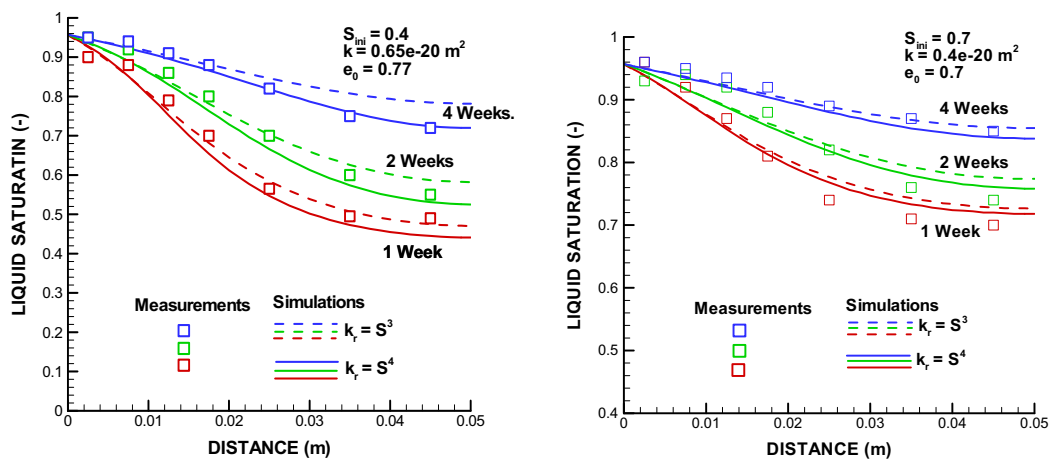 S_ini = 0.4
k = 0.65e-20 m²
e₀ = 0.77
1
0.9
0.8
0.7
0.6
0.5
0.4
0.3
0.2
0.1
0
LIQUID SATURATIN (-)
4 Weeks.
2 Weeks
1 Week
Measurements
Simulations
k_r = S³
k_r = S⁴
0 0.01 0.02 0.03 0.04 0.05
DISTANCE (m)
S_ini = 0.7
k = 0.4e-20 m²
e₀ = 0.7
1
0.9
0.8
0.7
0.6
0.5
0.4
LIQUID SATURATION (-)
4 Weeks
2 Weeks
1 Week
Measurements
Simulations
k_r = S³
k_r = S⁴
0 0.01 0.02 0.03 0.04 0.05
DISTANCE (m)